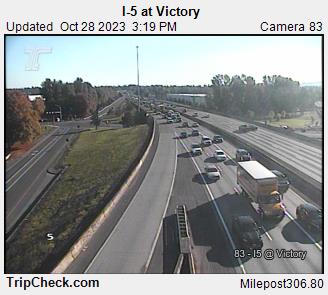 I-5 at Victory
Updated  Oct 28 2023  3:19 PM
Camera 83
5
83 - I5 @ Victory
TripCheck.com
Milepost306.80